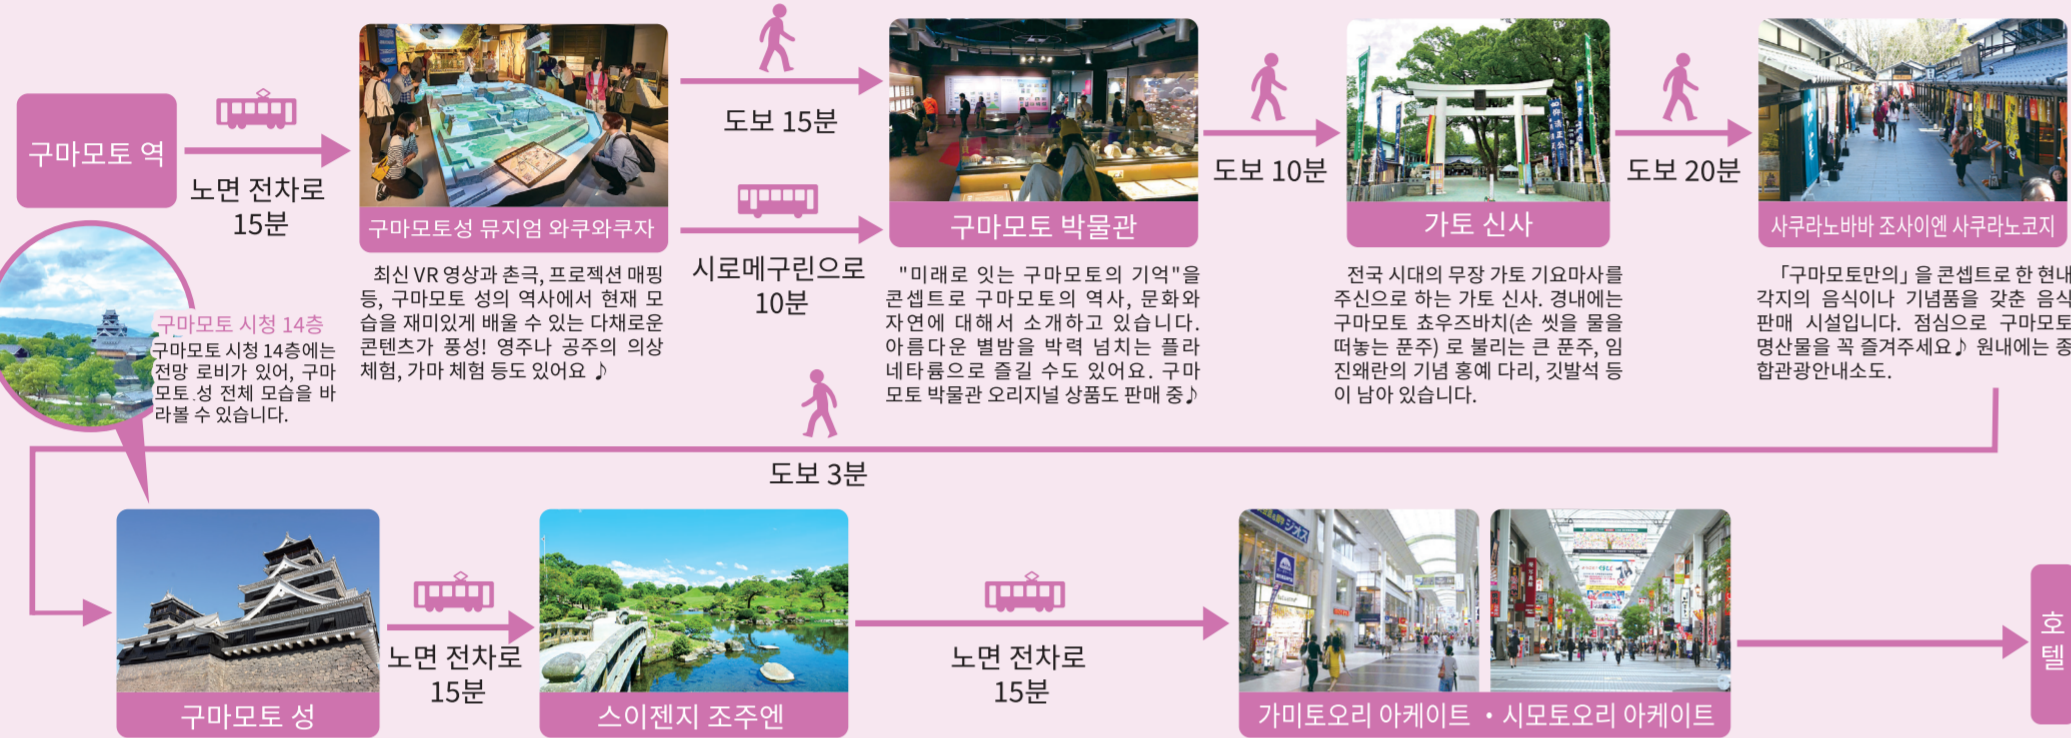 구마모토 역
노면 전차로
15분
구마모토성 뮤지엄 와쿠와쿠자
최신 VR 영상과 촌극, 프로젝션 매핑
등, 구마모토 성의 역사에서 현재 모
습을 재미있게 배울 수 있는 다채로운
콘텐츠가 풍성! 영주나 공주의 의상
체험, 가마 체험 등도 있어요 ♪
도보 15분
시로메구린으로
10분
구마모토 박물관
"미래로 잇는 구마모토의 기억"을
콘셉트로 구마모토의 역사, 문화와
자연에 대해서 소개하고 있습니다.
아름다운 별밤을 박력 넘치는 플라
네타륨으로 즐길 수도 있어요. 구마
모토 박물관 오리지널 상품도 판매 중♪
도보 10분
가토 신사
전국 시대의 무장 가토 기요마사를
주신으로 하는 가토 신사. 경내에는
구마모토 쵸우즈바치(손 씻을 물을
떠놓는 푼주) 로 불리는 큰 푼주, 임
진왜란의 기념 홍예 다리, 깃발석 등
이 남아 있습니다.
도보 20분
사쿠라노바바 조사이엔 사쿠라노코지
「구마모토만의」을 콘셉트로 한 현내
각지의 음식이나 기념품을 갖춘 음식
판매 시설입니다. 점심으로 구마모토
명산물을 꼭 즐겨주세요♪ 원내에는 종
합관광안내소도.
구마모토 시청 14층
구마모토 시청 14층에는
전망 로비가 있어, 구마
모토 성 전체 모습을 바
라볼 수 있습니다.
도보 3분
구마모토 성
노면 전차로
15분
스이젠지 조주엔
노면 전차로
15분
ジオス
가미토오리 아케이트 ・ 시모토오리 아케이트
호텔